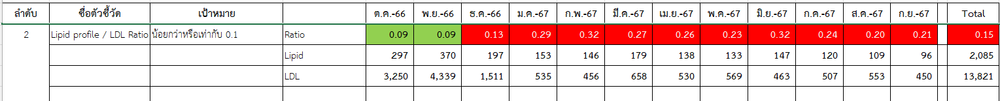 ลำดับ ชื่อตัวชี้วัด เป้าหมาย ต.ค.-66 พ.ย.-66 ธ.ค.-66 ม.ค.-67 ก.พ.-67 มี.ค.-67 เม.ย.-67 พ.ค.-67 มิ.ย.-67 ก.ค.-67 ส.ค.-67 ก.ย.-67 Total
2 Lipid profile / LDL Ratio น้อยกว่าหรือเท่ากับ 0.1 Ratio 0.09 0.09 0.13 0.29 0.32 0.27 0.26 0.23 0.32 0.24 0.20 0.21 0.15
Lipid 297 370 197 153 146 179 138 133 147 120 109 96 2,085
LDL 3,250 4,339 1,511 535 456 658 530 569 463 507 553 450 13,821